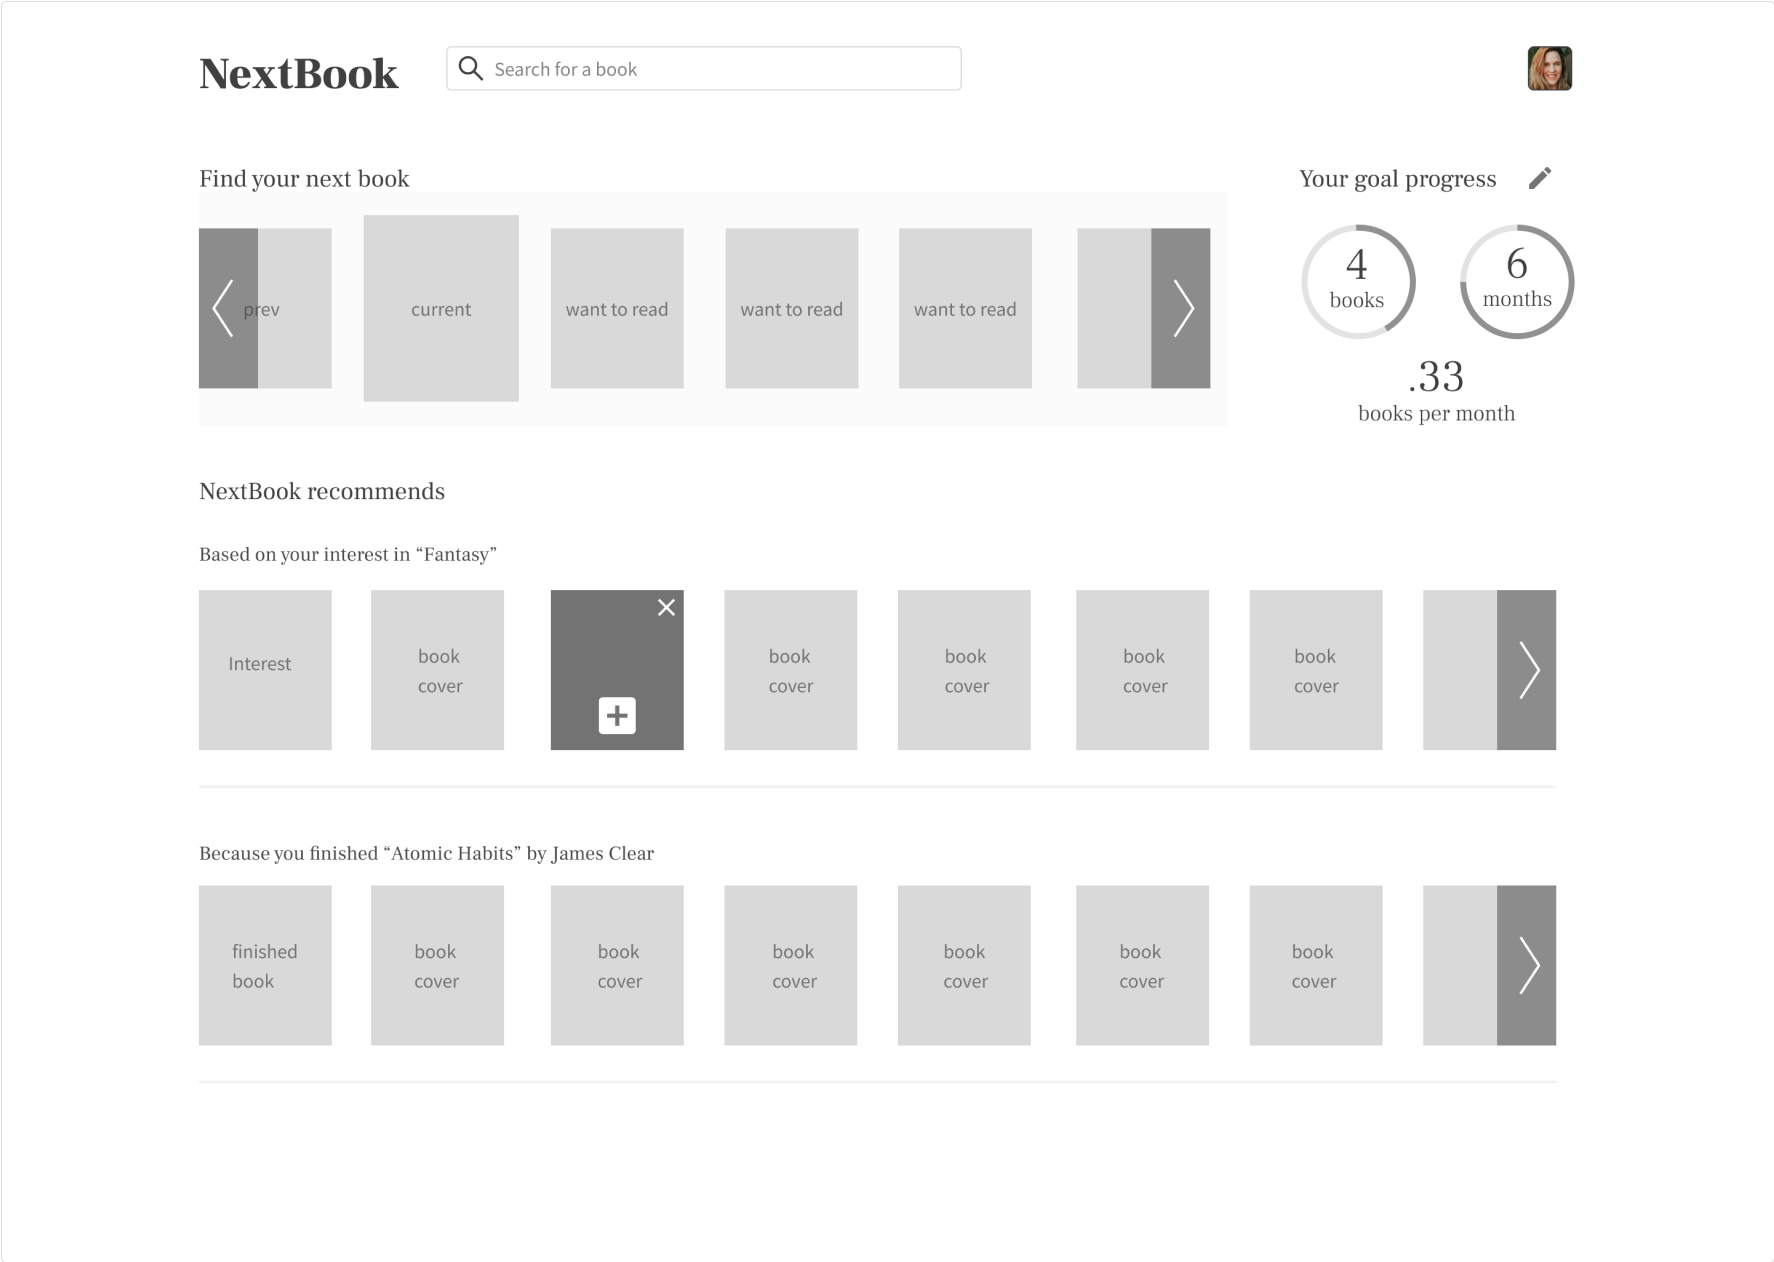 NextBook
Search for a book
Find your next book
Your goal progress
prev
current
want to read
want to read
want to read
4
books
6
months
.33
books per month
NextBook recommends
Based on your interest in “Fantasy”
Interest
book
cover
book
cover
book
cover
book
cover
book
cover
Because you finished “Atomic Habits” by James Clear
finished
book
book
cover
book
cover
book
cover
book
cover
book
cover
book
cover